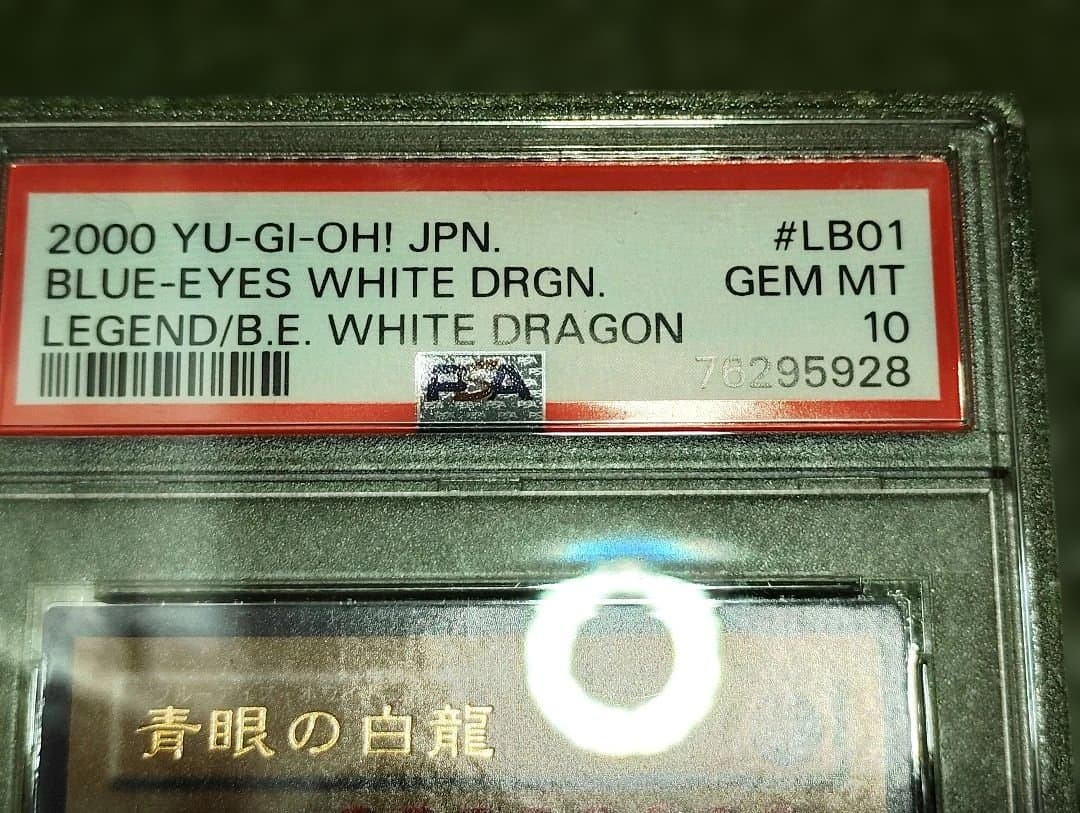 2000 YU-GI-OH! JPN. #LB01
BLUE-EYES WHITE DRGN. GEM MT
LEGEND/B.E. WHITE DRAGON 10
PSA 76295928
青眼の白龍